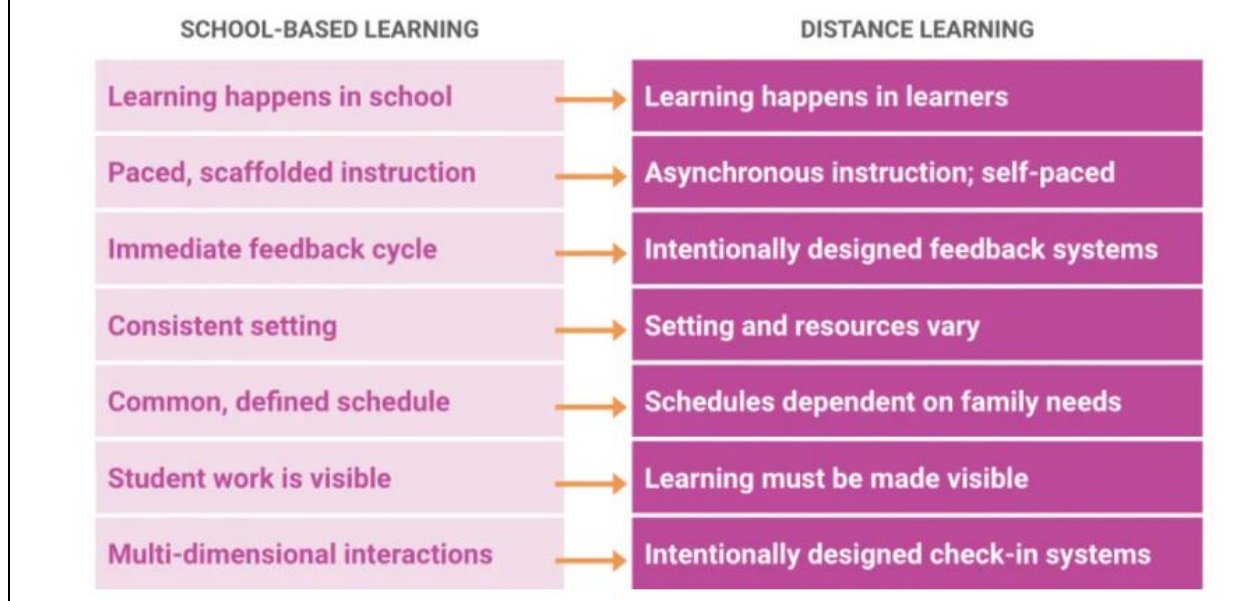 SCHOOL-BASED LEARNING
DISTANCE LEARNING
Learning happens in school
Learning happens in learners
Paced, scaffolded instruction
Asynchronous instruction; self-paced
Immediate feedback cycle
Intentionally designed feedback systems
Consistent setting
Setting and resources vary
Common, defined schedule
Schedules dependent on family needs
Student work is visible
Learning must be made visible
Multi-dimensional interactions
Intentionally designed check-in systems